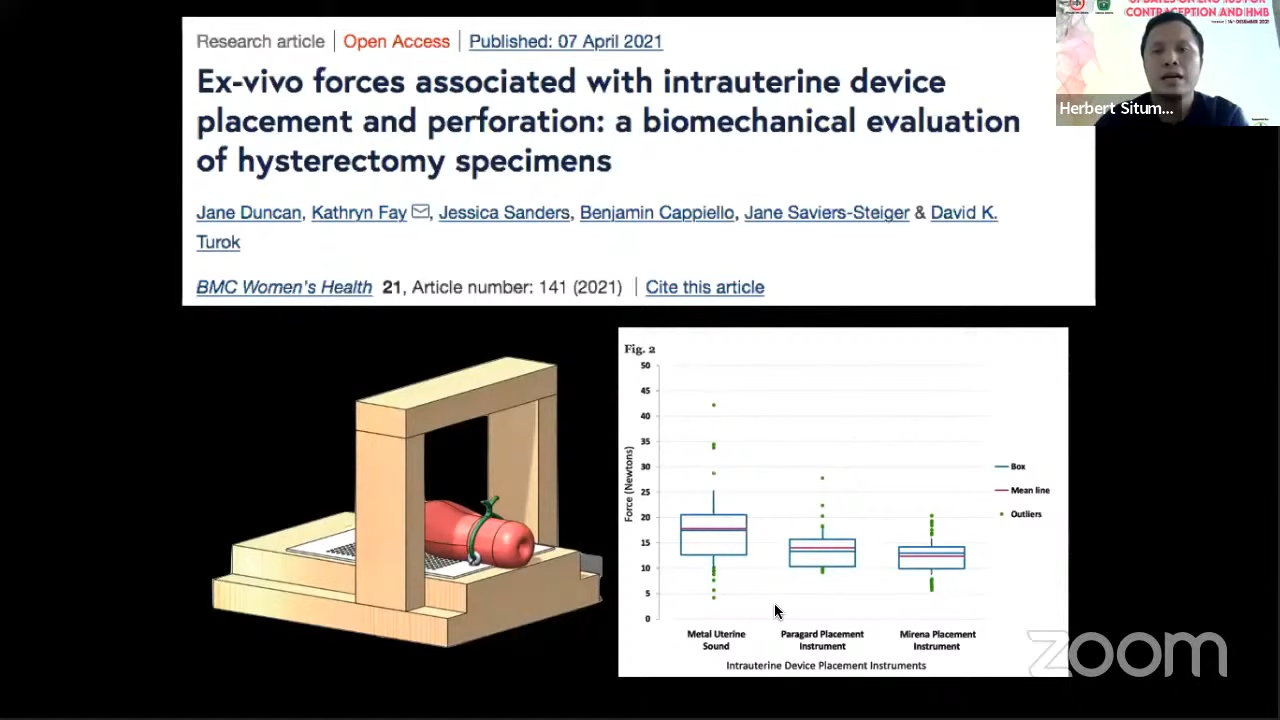 Research article | Open Access | Published: 07 April 2021
Ex-vivo forces associated with intrauterine device
placement and perforation: a biomechanical evaluation
of hysterectomy specimens
Jane Duncan, Kathryn Fay, Jessica Sanders, Benjamin Cappiello, Jane Saviers-Steiger & David K.
Turok
BMC Women's Health 21, Article number: 141 (2021) | Cite this article
CONTRACEPTION AND HMB
Herbert Situm...
Fig. 2
50
45
40
35
30
25
20
15
10
5
0
Force (Newtons)
Box
Mean line
Outliers
Metal Uterine
Sound
Paragard Placement
Instrument
Mirena Placement
Instrument
Intrauterine Device Placement Instruments
zoom